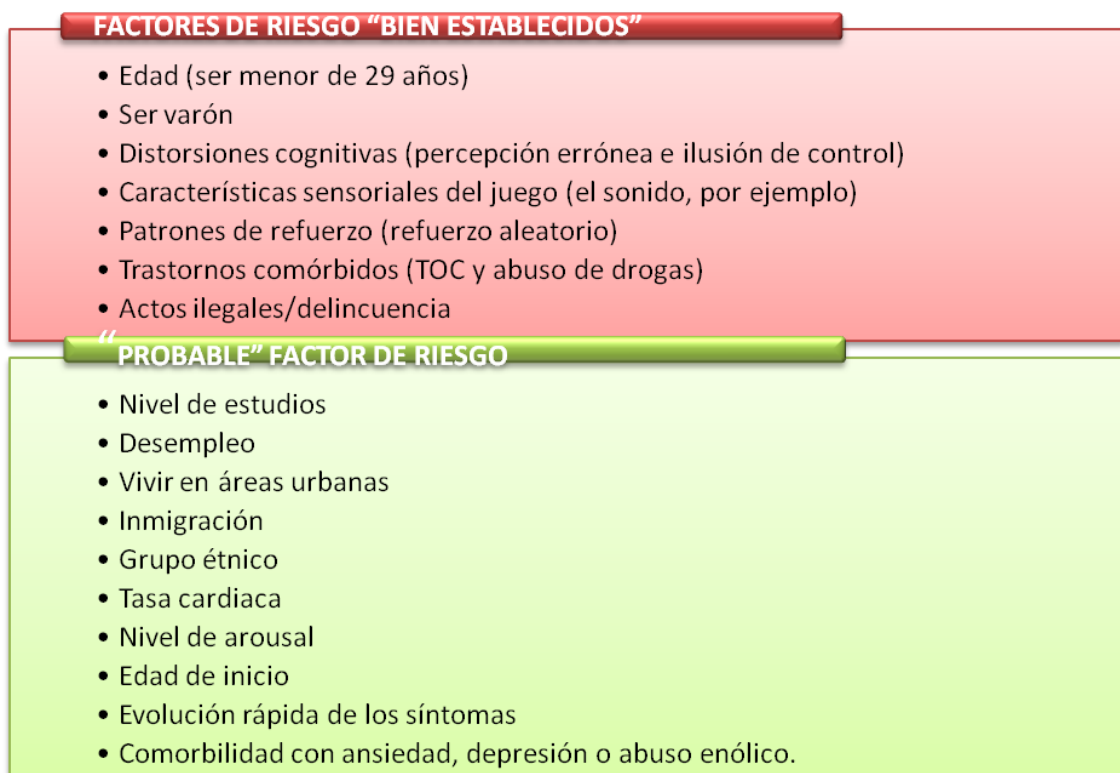 FACTORES DE RIESGO “BIEN ESTABLECIDOS”
• Edad (ser menor de 29 años)
• Ser varón
• Distorsiones cognitivas (percepción errónea e ilusión de control)
• Características sensoriales del juego (el sonido, por ejemplo)
• Patrones de refuerzo (refuerzo aleatorio)
• Trastornos comórbidos (TOC y abuso de drogas)
• Actos ilegales/delincuencia
“PROBABLE” FACTOR DE RIESGO
• Nivel de estudios
• Desempleo
• Vivir en áreas urbanas
• Inmigración
• Grupo étnico
• Tasa cardiaca
• Nivel de arousal
• Edad de inicio
• Evolución rápida de los síntomas
• Comorbilidad con ansiedad, depresión o abuso enólico.